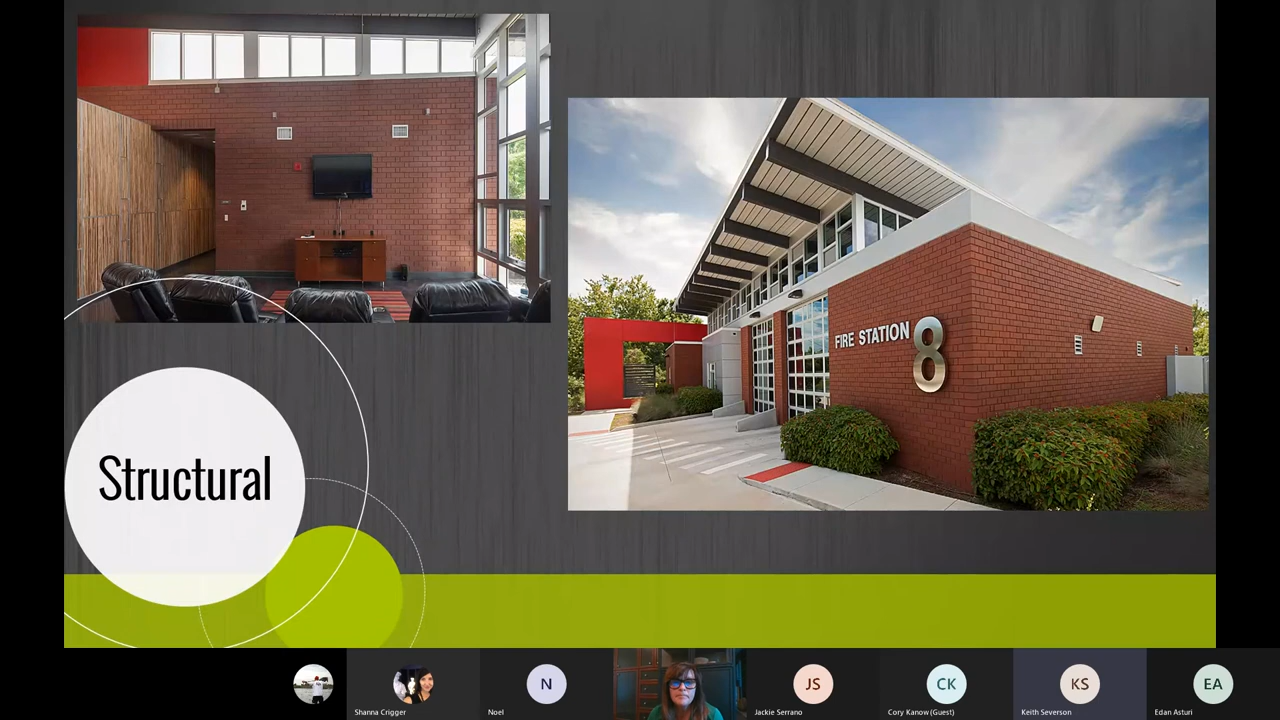 FIRE STATION 8
Structural
N
JS
CK
KS
EA
Shanna Crigger
Noel
Jackie Serrano
Cory Kanow (Guest)
Keith Severson
Edan Asturi